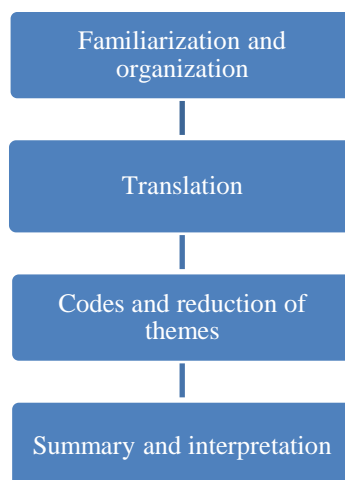 Familiarization and
organization
Translation
Codes and reduction of
themes
Summary and interpretation